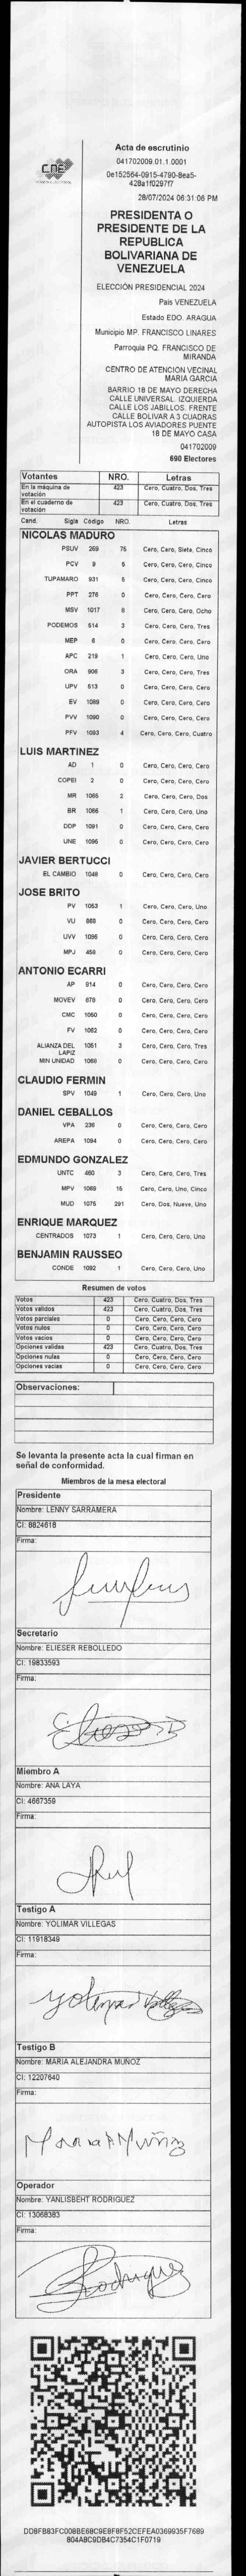 CNE
Acta de escrutinio
041702009.01.1.0001
0e152564-0915-4790-8ea5-
428a1f0297f7
28/07/2024 06:31:06 PM
PRESIDENTA O
PRESIDENTE DE LA
REPUBLICA
BOLIVARIANA DE
VENEZUELA
ELECCIÓN PRESIDENCIAL 2024
País VENEZUELA
Estado EDO. ARAGUA
Municipio MP. FRANCISCO LINARES
Parroquia PQ. FRANCISCO DE
MIRANDA
CENTRO DE ATENCION VECINAL
MARIA GARCIA
BARRIO 18 DE MAYO DERECHA
CALLE UNIVERSAL. IZQUIERDA
CALLE LOS JABILLOS. FRENTE
CALLE BOLIVAR A 3 CUADRAS
AUTOPISTA LOS AVIADORES PUENTE
18 DE MAYO CASA
041702009
690 Electores
Votantes NRO. Letras
En la máquina de votación 423 Cero, Cuatro, Dos, Tres
En el cuaderno de votación 423 Cero, Cuatro, Dos, Tres
Cand. Sigla Código NRO. Letras
NICOLAS MADURO
PSUV 269 75 Cero, Cero, Siete, Cinco
PCV 9 5 Cero, Cero, Cero, Cinco
TUPAMARO 931 5 Cero, Cero, Cero, Cinco
PPT 276 0 Cero, Cero, Cero, Cero
MSV 1017 8 Cero, Cero, Cero, Ocho
PODEMOS 514 3 Cero, Cero, Cero, Tres
MEP 6 0 Cero, Cero, Cero, Cero
APC 219 1 Cero, Cero, Cero, Uno
ORA 906 3 Cero, Cero, Cero, Tres
UPV 513 0 Cero, Cero, Cero, Cero
EV 1089 0 Cero, Cero, Cero, Cero
PVV 1090 0 Cero, Cero, Cero, Cero
PFV 1093 4 Cero, Cero, Cero, Cuatro
LUIS MARTINEZ
AD 1 0 Cero, Cero, Cero, Cero
COPEI 2 0 Cero, Cero, Cero, Cero
MR 1065 2 Cero, Cero, Cero, Dos
BR 1086 1 Cero, Cero, Cero, Uno
DDP 1091 0 Cero, Cero, Cero, Cero
UNE 1095 0 Cero, Cero, Cero, Cero
JAVIER BERTUCCI
EL CAMBIO 1048 0 Cero, Cero, Cero, Cero
JOSE BRITO
PV 1053 1 Cero, Cero, Cero, Uno
VU 868 0 Cero, Cero, Cero, Cero
UVV 1096 0 Cero, Cero, Cero, Cero
MPJ 459 0 Cero, Cero, Cero, Cero
ANTONIO ECARRI
AP 914 0 Cero, Cero, Cero, Cero
MOVEV 678 0 Cero, Cero, Cero, Cero
CMC 1050 0 Cero, Cero, Cero, Cero
FV 1062 0 Cero, Cero, Cero, Cero
ALIANZA DEL LAPIZ 1051 3 Cero, Cero, Cero, Tres
MIN UNIDAD 1068 0 Cero, Cero, Cero, Cero
CLAUDIO FERMIN
SPV 1049 1 Cero, Cero, Cero, Uno
DANIEL CEBALLOS
VPA 236 0 Cero, Cero, Cero, Cero
AREPA 1094 0 Cero, Cero, Cero, Cero
EDMUNDO GONZALEZ
UNTC 460 3 Cero, Cero, Cero, Tres
MPV 1069 15 Cero, Cero, Uno, Cinco
MUD 1075 291 Cero, Dos, Nueve, Uno
ENRIQUE MARQUEZ
CENTRADOS 1073 1 Cero, Cero, Cero, Uno
BENJAMIN RAUSSEO
CONDE 1092 1 Cero, Cero, Cero, Uno
Resumen de votos
Votos 423 Cero, Cuatro, Dos, Tres
Votos validos 423 Cero, Cuatro, Dos, Tres
Votos parciales 0 Cero, Cero, Cero, Cero
Votos nulos 0 Cero, Cero, Cero, Cero
Votos vacios 0 Cero, Cero, Cero, Cero
Opciones validas 423 Cero, Cuatro, Dos, Tres
Opciones nulas 0 Cero, Cero, Cero, Cero
Opciones vacias 0 Cero, Cero, Cero, Cero
Observaciones:
Se levanta la presente acta la cual firman en
señal de conformidad.
Miembros de la mesa electoral
Presidente
Nombre: LENNY SARRAMERA
CI: 8824618
Firma:
Secretario
Nombre: ELIESER REBOLLEDO
CI: 19833593
Firma:
Miembro A
Nombre: ANA LAYA
CI: 4667359
Firma:
Testigo A
Nombre: YOLIMAR VILLEGAS
CI: 11918349
Firma:
Testigo B
Nombre: MARIA ALEJANDRA MUÑOZ
CI: 12207640
Firma:
Maria A Muñoz
Operador
Nombre: YANLISBEHT RODRIGUEZ
CI: 13068383
Firma:
Rodriguez
DD8FB83FC008BE68C9E8F8F52CEFEA0369935F7689
804A8C9DB4C7354C1F0719